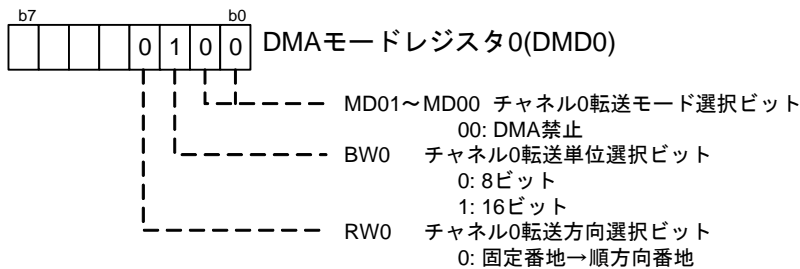 b7 b0
0 1 0 0 DMAモードレジスタ0(DMD0)
MD01～MD00 チャネル0転送モード選択ビット
00: DMA禁止
BW0 チャネル0転送単位選択ビット
0: 8ビット
1: 16ビット
RW0 チャネル0転送方向選択ビット
0: 固定番地→順方向番地